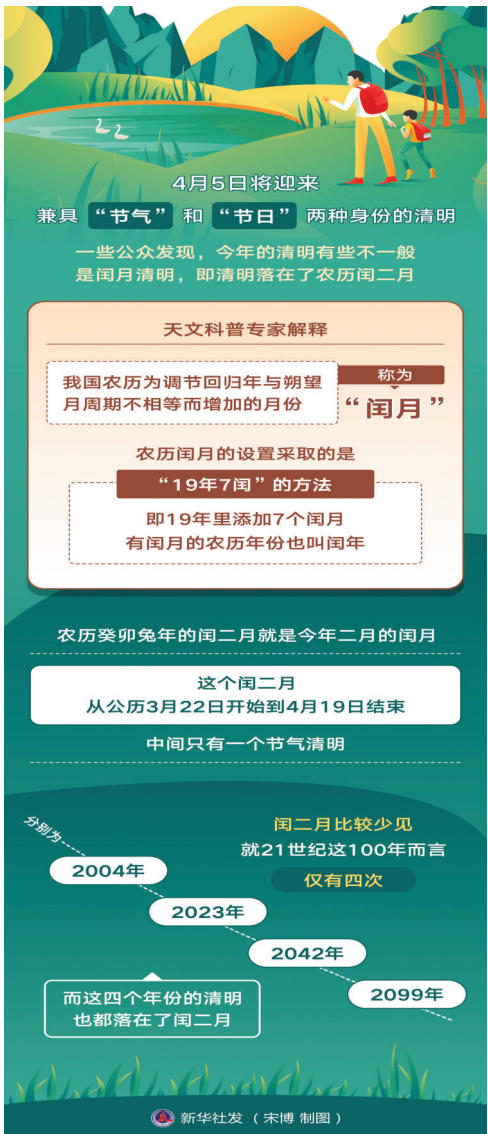 4月5日将迎来
兼具 “节气” 和 “节日” 两种身份的清明
一些公众发现，今年的清明有些不一般
是闰月清明，即清明落在了农历闰二月
天文科普专家解释
我国农历为调节回归年与朔望
月周期不相等而增加的月份
称为
“闰月”
农历闰月的设置采取的是
“19年7闰”的方法
即19年里添加7个闰月
有闰月的农历年份也叫闰年
农历癸卯兔年的闰二月就是今年二月的闰月
这个闰二月
从公历3月22日开始到4月19日结束
中间只有一个节气清明
闰二月比较少见
就21世纪这100年而言
仅有四次
分别为
2004年
2023年
2042年
2099年
而这四个年份的清明
也都落在了闰二月
新华社发（宋博 制图）